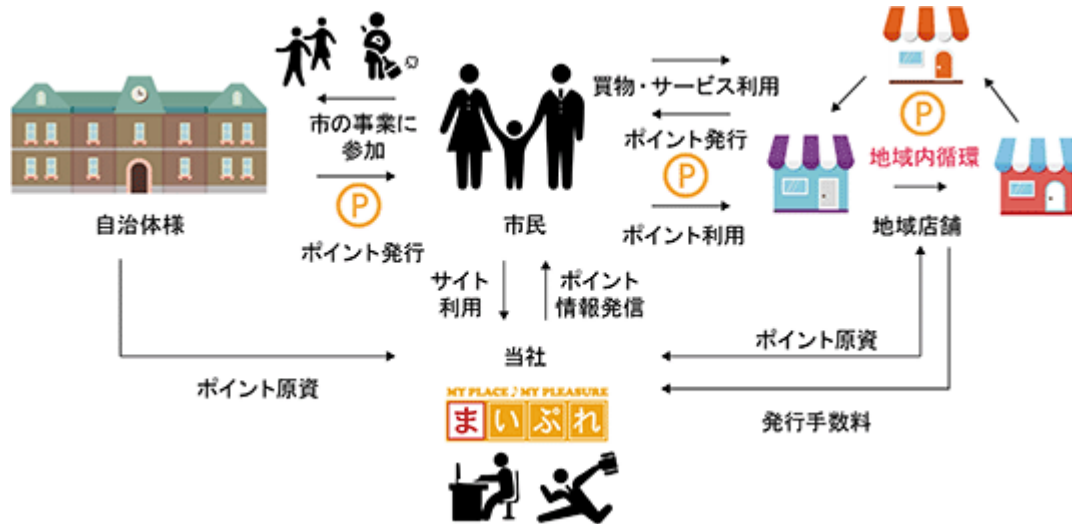 買物・サービス利用
市の事業に
参加
ポイント発行
P
P
地域内循環
P
自治体様
市民
ポイント利用
地域店舗
ポイント発行
サイト
利用
ポイント
情報発信
当社
ポイント原資
ポイント原資
MY PLACE♪MY PLEASURE
まいぷれ
発行手数料